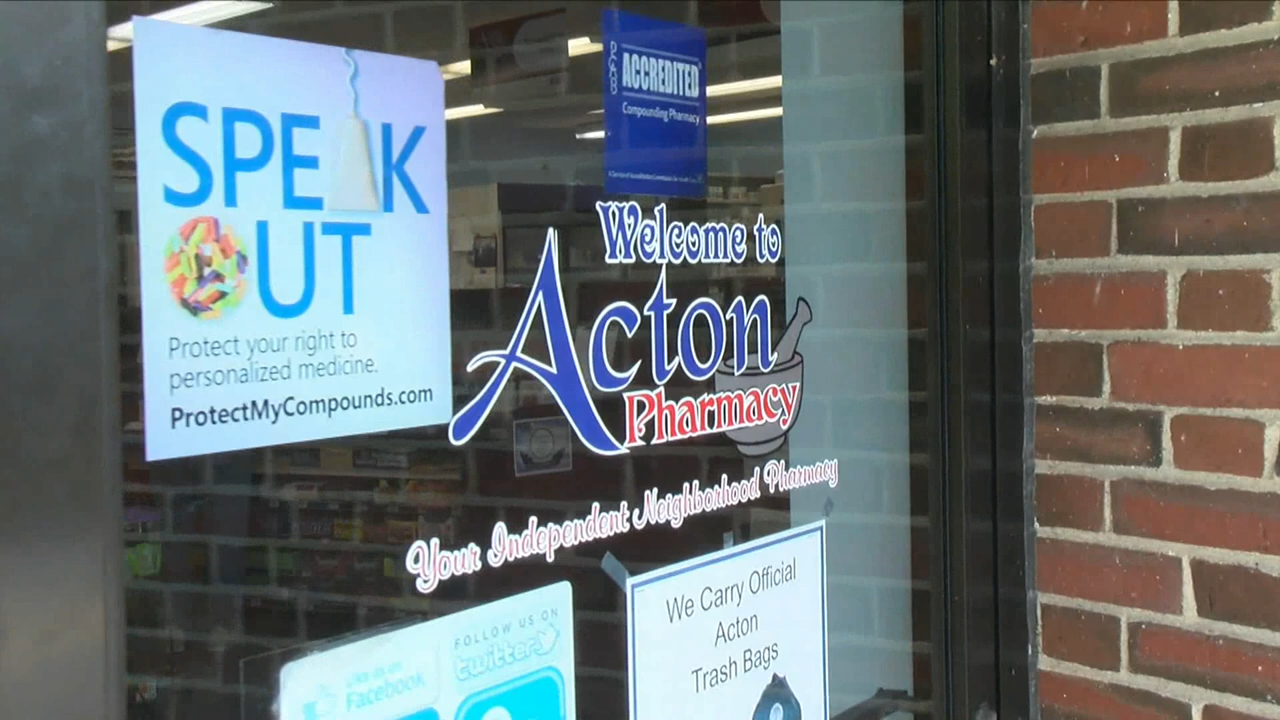 SPEAK
OUT
Protect your right to
personalized medicine.
ProtectMyCompounds.com
ACCREDITED
Compounding Pharmacy
Welcome to
Acton
Pharmacy
Your Independent Neighborhood Pharmacy
We Carry Official
Acton
Trash Bags
Facebook
FOLLOW US ON
twitter